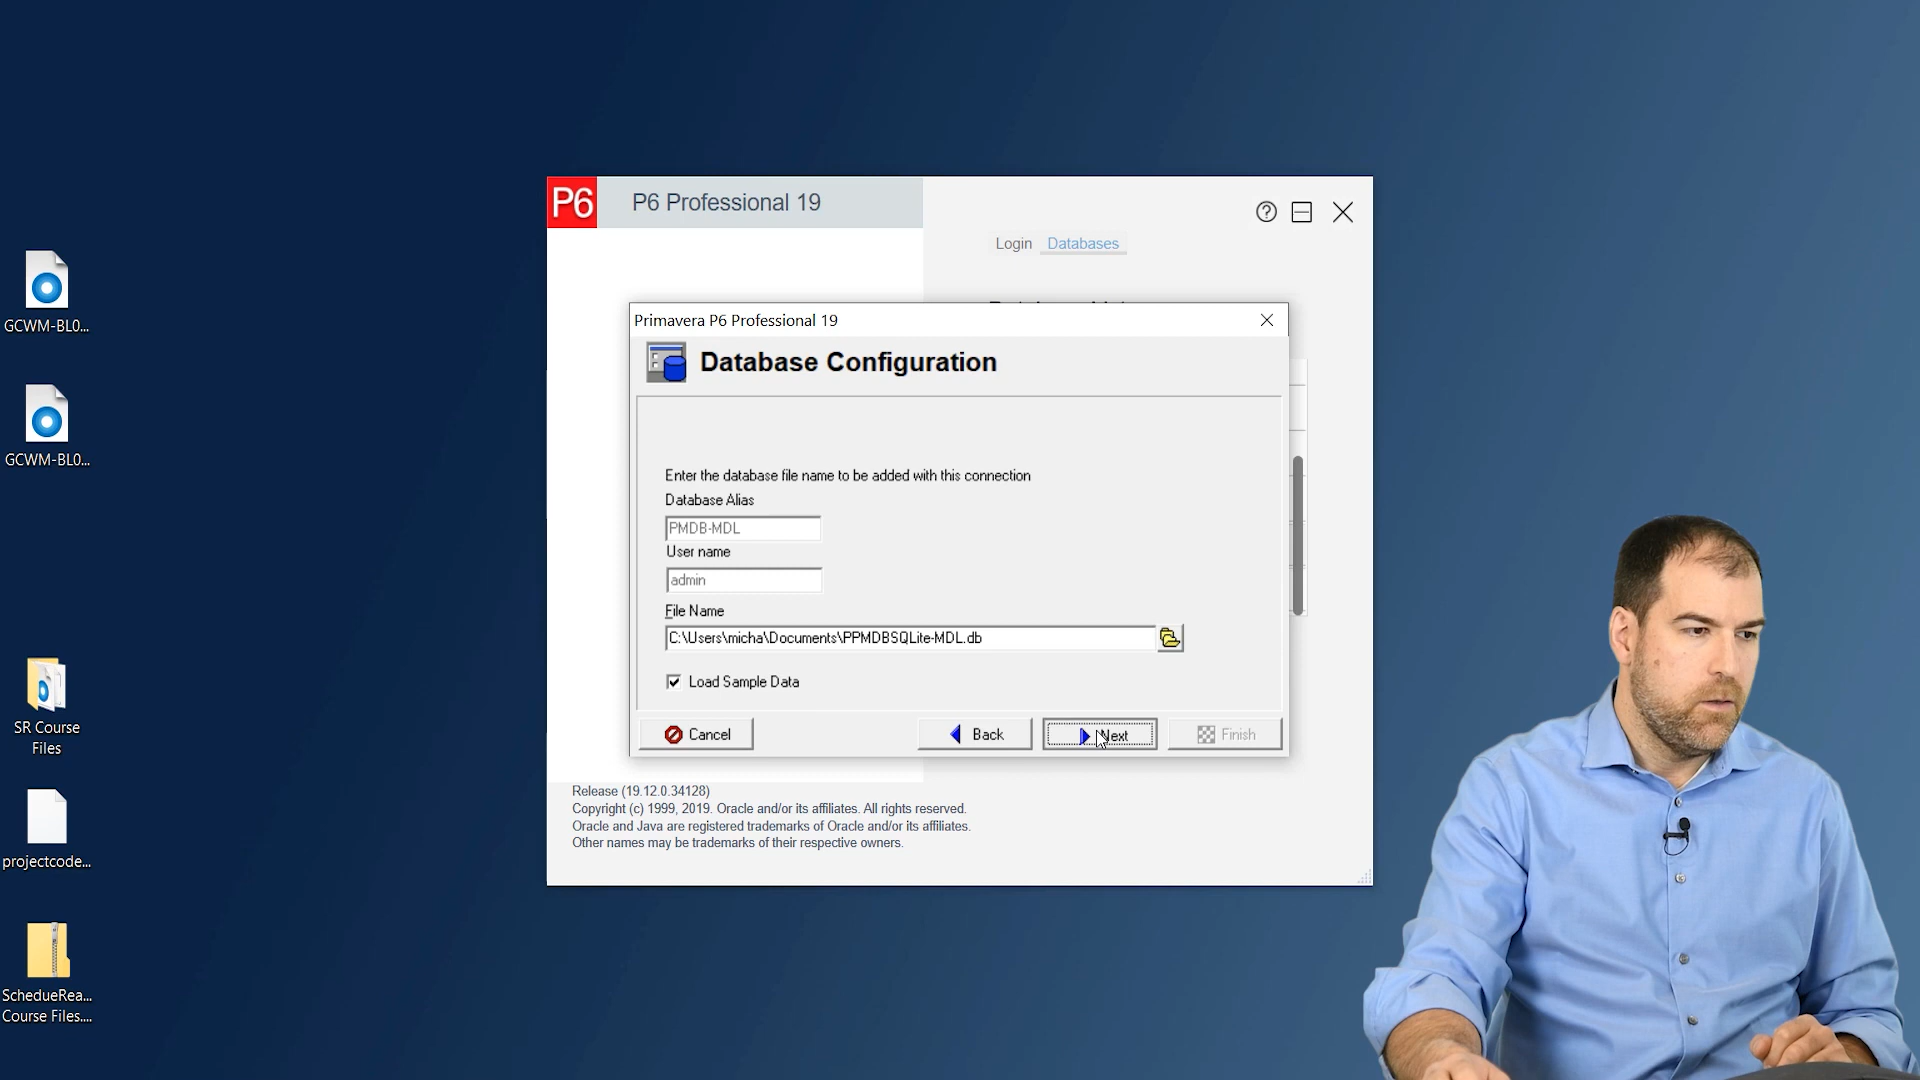 P6
P6 Professional 19
Login Databases
Primavera P6 Professional 19
Database Configuration
Enter the database file name to be added with this connection
Database Alias
PMDB-MDL
User name
admin
File Name
C:\Users\micha\Documents\PPMDBSQLite-MDL.db
Load Sample Data
Cancel
Back
Next
Finish
Release (19.12.0.34128)
Copyright (c) 1999, 2019. Oracle and/or its affiliates. All rights reserved.
Oracle and Java are registered trademarks of Oracle and/or its affiliates.
Other names may be trademarks of their respective owners.
GCWM-BL0...
GCWM-BL0...
SR Course
Files
projectcode...
SchedueRea...
Course Files....